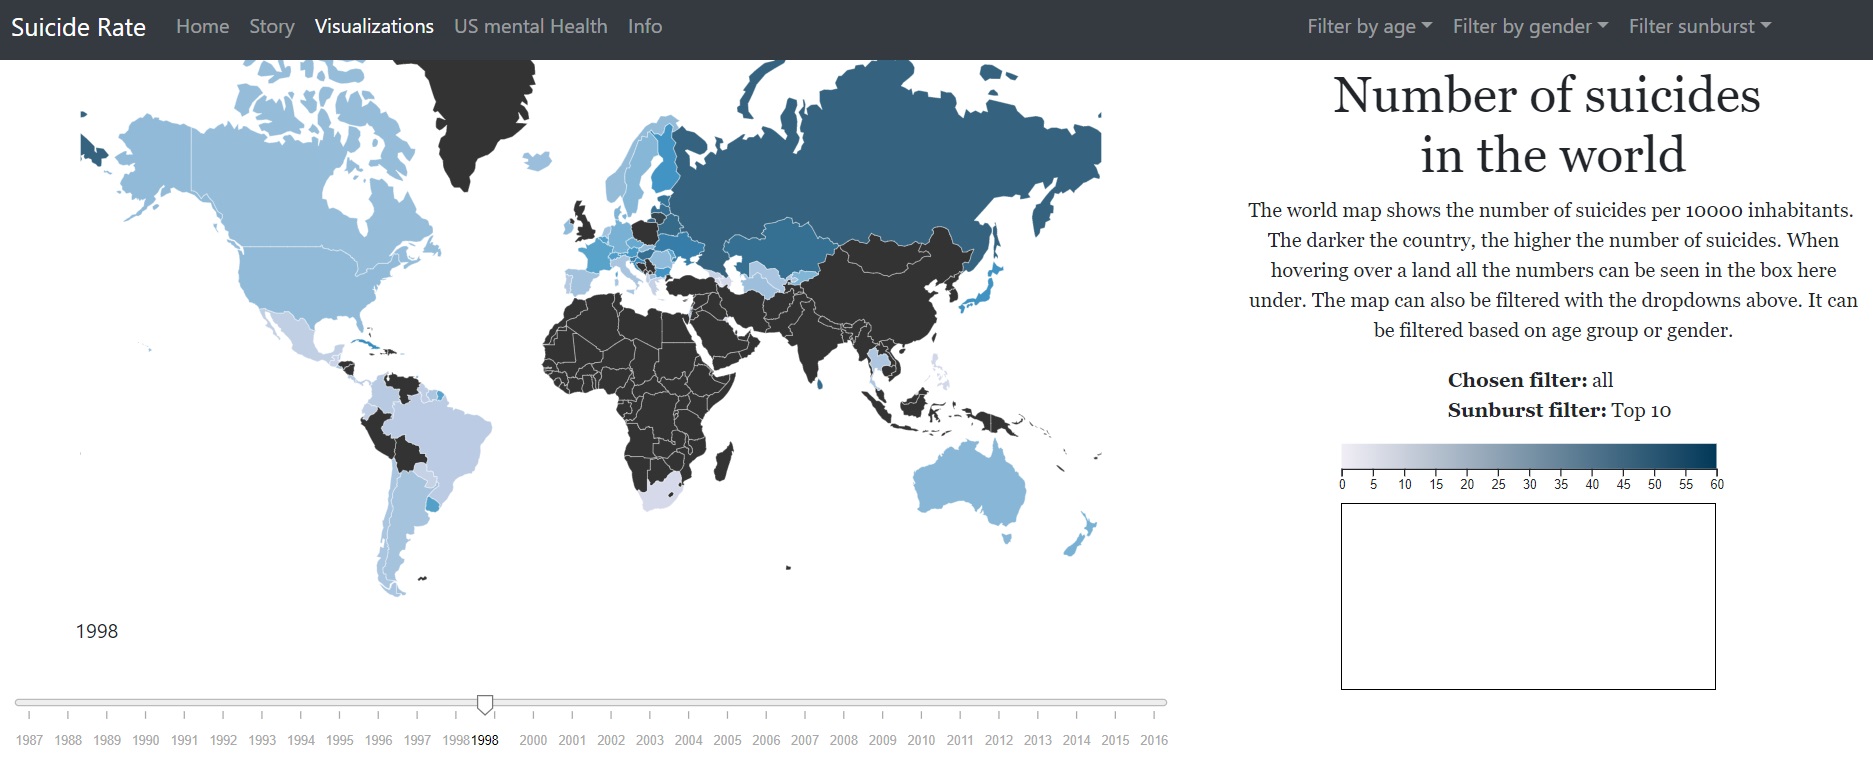 Suicide Rate Home Story Visualizations US mental Health Info Filter by age Filter by gender Filter sunburst
Number of suicides
in the world
The world map shows the number of suicides per 10000 inhabitants.
The darker the country, the higher the number of suicides. When
hovering over a land all the numbers can be seen in the box here
under. The map can also be filtered with the dropdowns above. It can
be filtered based on age group or gender.
Chosen filter: all
Sunburst filter: Top 10
0 5 10 15 20 25 30 35 40 45 50 55 60
1998
1987 1988 1989 1990 1991 1992 1993 1994 1995 1996 1997 1998 1998 2000 2001 2002 2003 2004 2005 2006 2007 2008 2009 2010 2011 2012 2013 2014 2015 2016